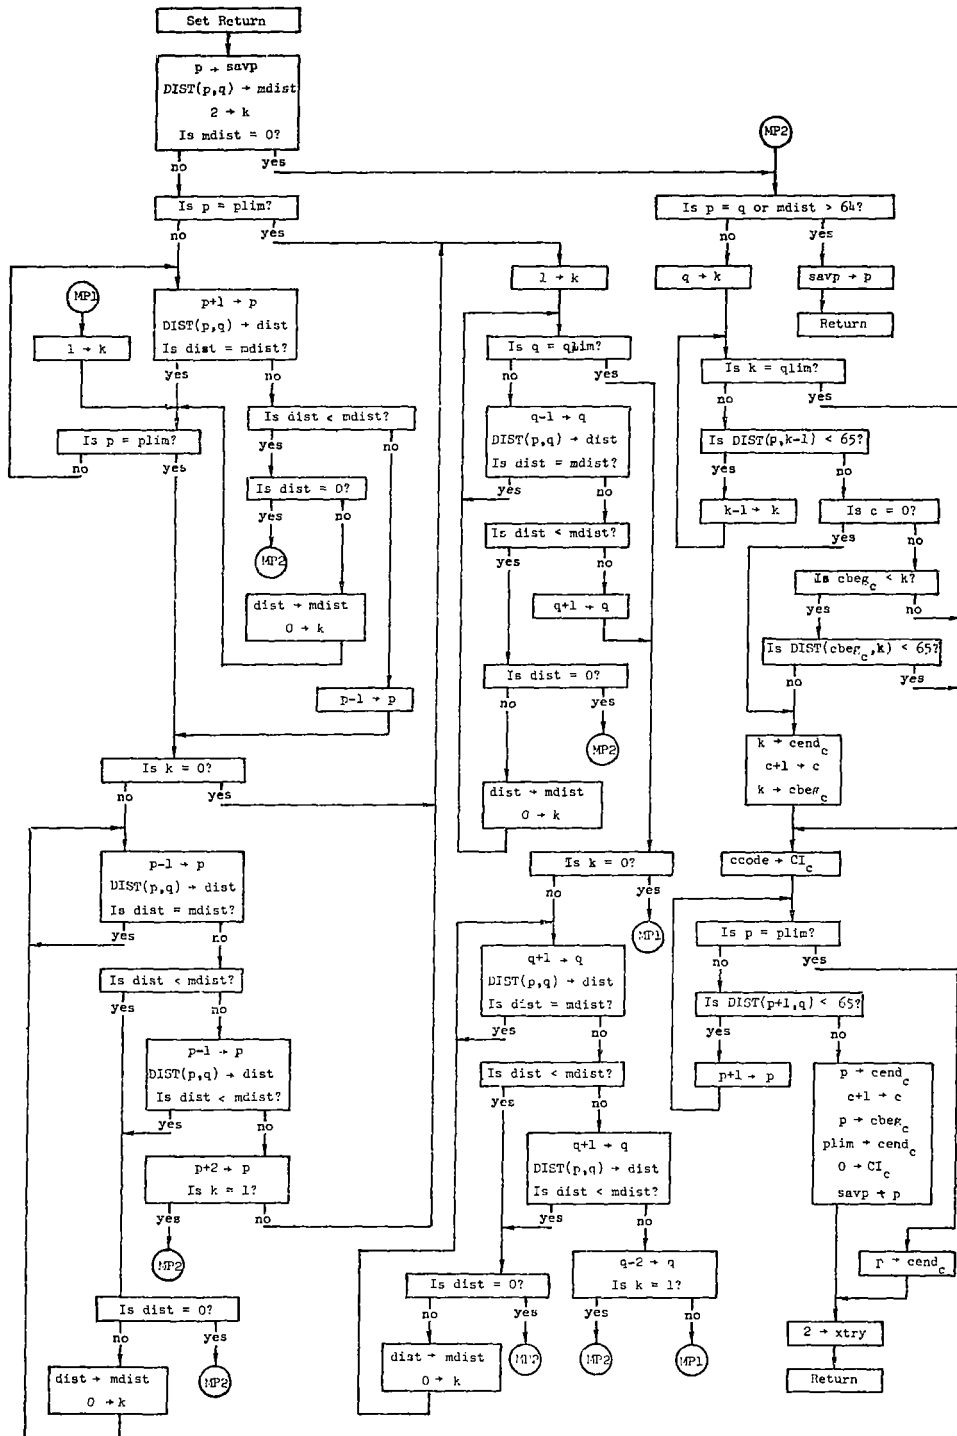 Set Return
p → savp
DIST(p,q) → mdist
2 → k
Is mdist = 0?
no
yes
Is p = plim?
no
yes
MP1
1 → k
p+1 → p
DIST(p,q) → dist
Is dist = mdist?
yes
no
Is p = plim?
no
yes
Is dist < mdist?
yes
no
Is dist = 0?
yes
no
MP2
dist → mdist
0 → k
p-1 → p
Is k = 0?
no
yes
p-1 → p
DIST(p,q) → dist
Is dist = mdist?
yes
no
Is dist < mdist?
yes
no
p-1 → p
DIST(p,q) → dist
Is dist < mdist?
yes
no
p+2 → p
Is k = 1?
yes
no
MP2
Is dist = 0?
no
yes
dist → mdist
0 → k
MP2
1 → k
Is q = qlim?
no
yes
q-1 → q
DIST(p,q) → dist
Is dist = mdist?
yes
no
Is dist < mdist?
yes
no
q+1 → q
Is dist = 0?
no
yes
MP2
dist → mdist
0 → k
Is k = 0?
no
yes
MP1
q+1 → q
DIST(p,q) → dist
Is dist = mdist?
yes
no
Is dist < mdist?
yes
no
q+1 → q
DIST(p,q) → dist
Is dist < mdist?
yes
no
q-2 → q
Is k = 1?
yes
no
Is dist = 0?
no
yes
dist → mdist
0 → k
MP2
MP2
MP1
MP2
Is p = q or mdist > 64?
no
yes
q → k
savp → p
Return
Is k = qlim?
no
yes
Is DIST(p,k-1) < 65?
yes
no
k-1 → k
Is c = 0?
yes
no
Is cbeg_c < k?
yes
no
Is DIST(cbeg_c,k) < 65?
no
yes
k → cend_c
c+1 → c
k → cbeg_c
ccode → CI_c
Is p = plim?
no
yes
Is DIST(p+1,q) < 65?
yes
no
p+1 → p
p → cend_c
c+1 → c
p → cbeg_c
plim → cend_c
0 → CI_c
savp → p
p → cend_c
2 → xtry
Return